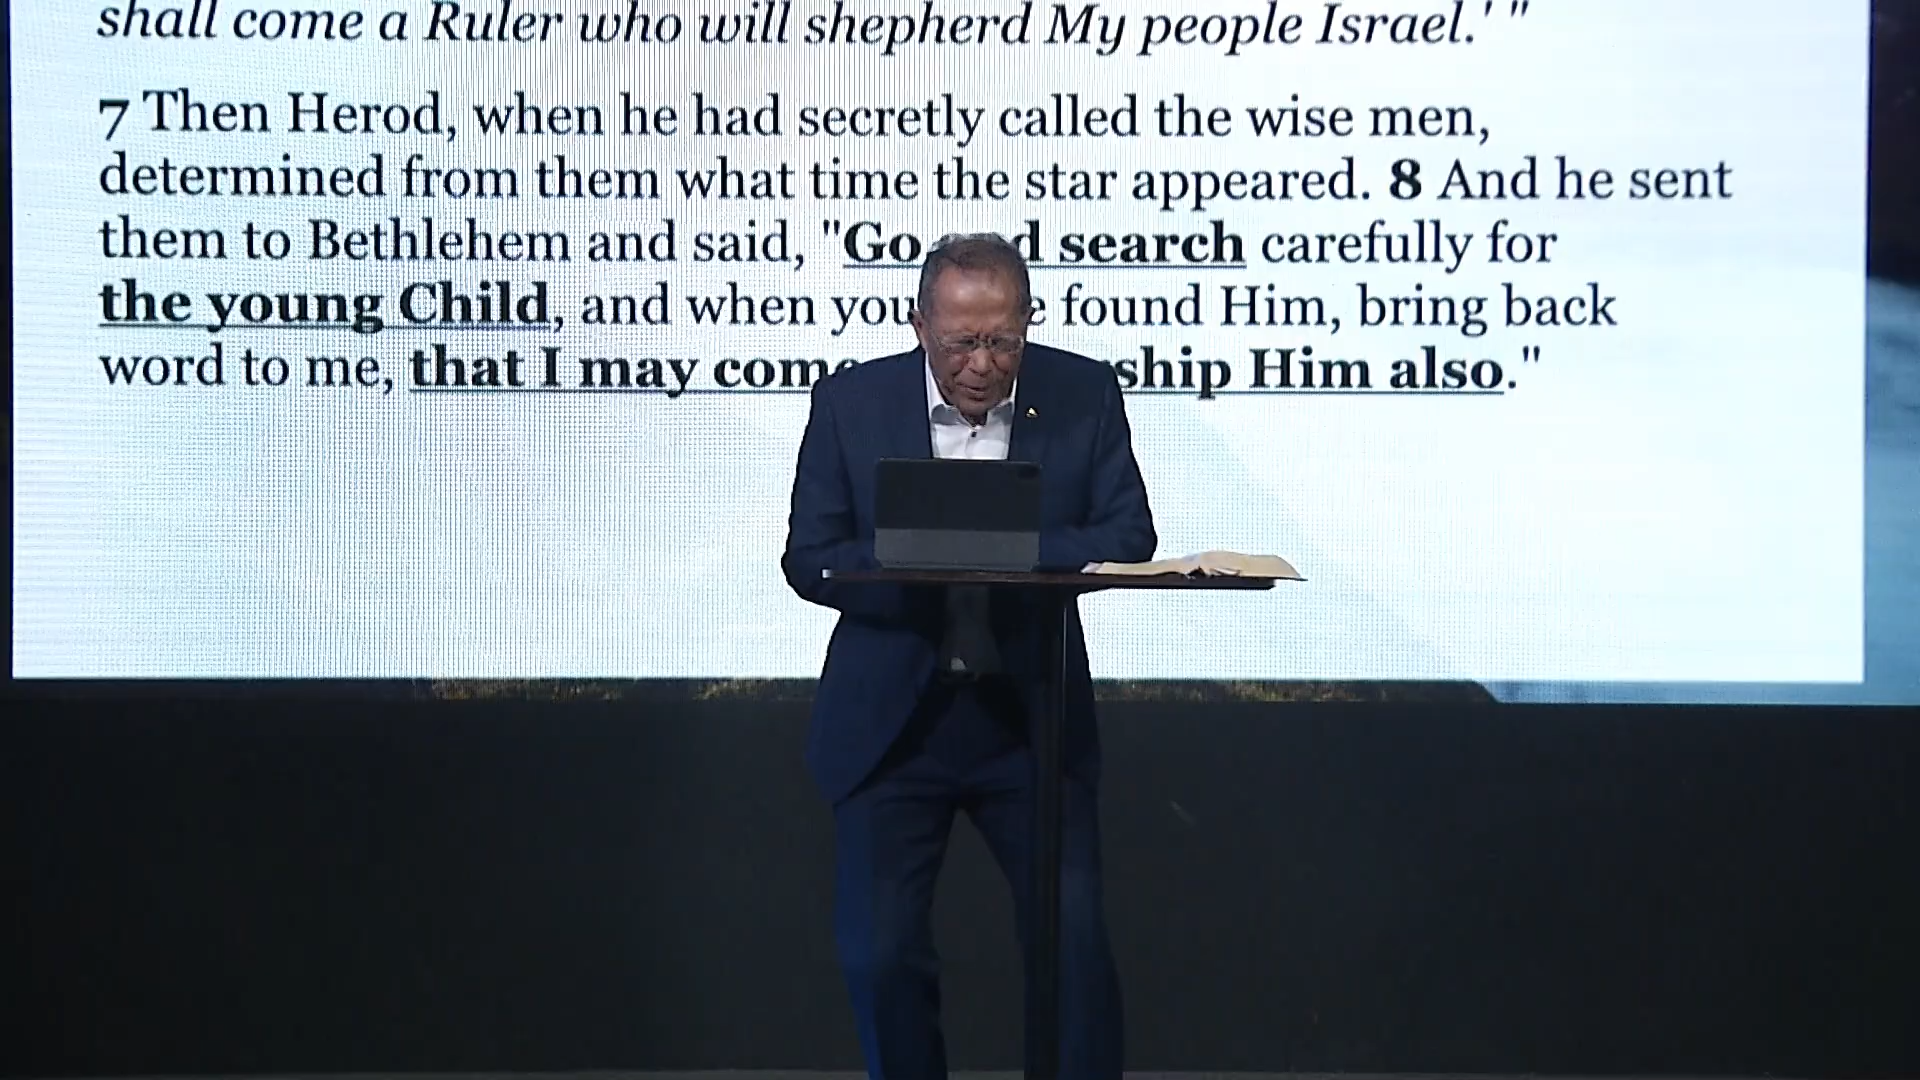 shall come a Ruler who will shepherd My people Israel.' "
7 Then Herod, when he had secretly called the wise men,
determined from them what time the star appeared. 8 And he sent
them to Bethlehem and said, "Go d search carefully for
the young Child, and when you e found Him, bring back
word to me, that I may come ship Him also."